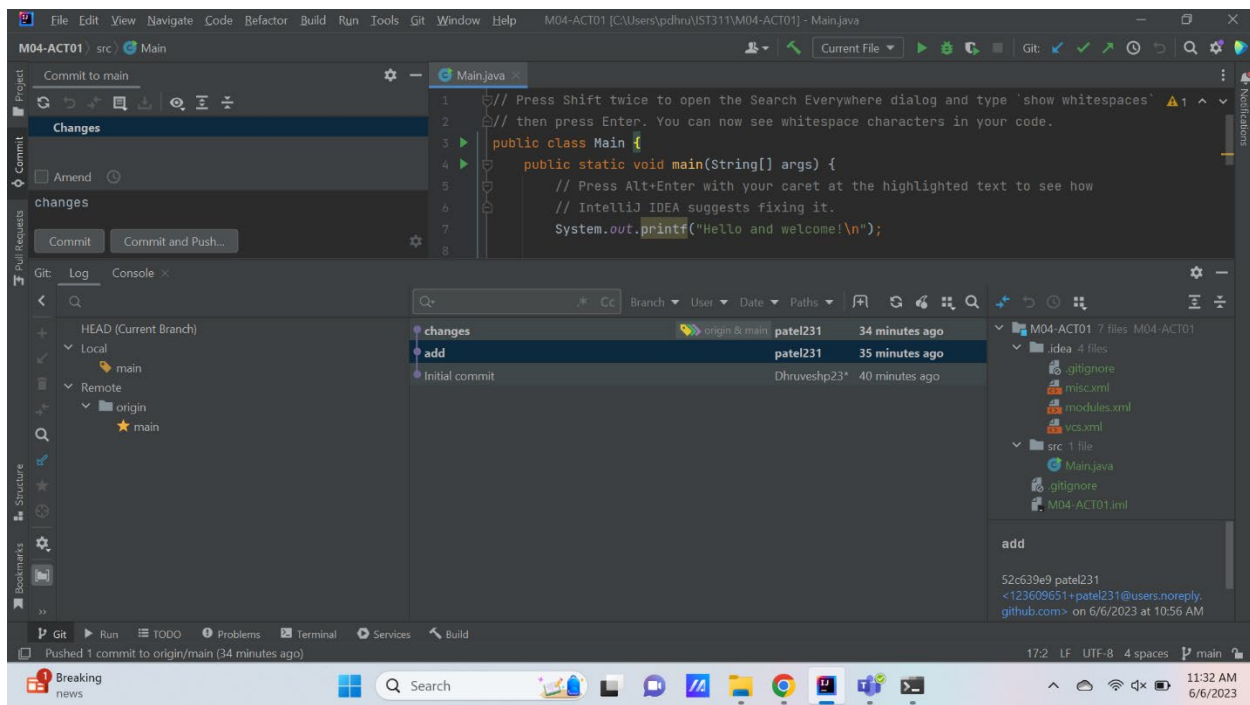 File Edit View Navigate Code Refactor Build Run Tools Git Window Help M04-ACT01 [C:\Users\pdhru\IST311\M04-ACT01] - Main.java
M04-ACT01 〉 src 〉 Main
Current File
Git:
Project
Commit to main
Main.java
Notifications
Changes
Commit
Amend
changes
Commit Commit and Push...
Pull Requests
1 // Press Shift twice to open the Search Everywhere dialog and type `show whitespaces` 1
2 // then press Enter. You can now see whitespace characters in your code.
3 public class Main {
4 public static void main(String[] args) {
5 // Press Alt+Enter with your caret at the highlighted text to see how
6 // IntelliJ IDEA suggests fixing it.
7 System.out.printf("Hello and welcome!\n");
8
Git: Log Console
.* Cc Branch User Date Paths
HEAD (Current Branch)
Local
main
Remote
origin
main
changes origin & main patel231 34 minutes ago
add patel231 35 minutes ago
Initial commit Dhruveshp23* 40 minutes ago
M04-ACT01 7 files M04-ACT01
.idea 4 files
.gitignore
misc.xml
modules.xml
vcs.xml
src 1 file
Main.java
.gitignore
M04-ACT01.iml
add
52c639e9 patel231
<123609651+patel231@users.noreply.
github.com> on 6/6/2023 at 10:56 AM
Structure
Bookmarks
Git Run TODO Problems Terminal Services Build
Pushed 1 commit to origin/main (34 minutes ago) 17:2 LF UTF-8 4 spaces main
1
Breaking
news
Search
11:32 AM
6/6/2023